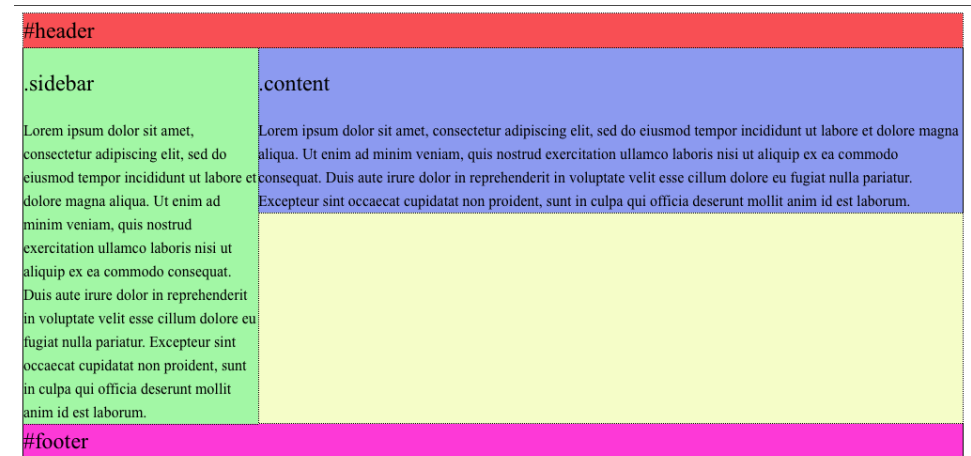 #header
.sidebar
Lorem ipsum dolor sit amet,
consectetur adipiscing elit, sed do
eiusmod tempor incididunt ut labore et
dolore magna aliqua. Ut enim ad
minim veniam, quis nostrud
exercitation ullamco laboris nisi ut
aliquip ex ea commodo consequat.
Duis aute irure dolor in reprehenderit
in voluptate velit esse cillum dolore eu
fugiat nulla pariatur. Excepteur sint
occaecat cupidatat non proident, sunt
in culpa qui officia deserunt mollit
anim id est laborum.
.content
Lorem ipsum dolor sit amet, consectetur adipiscing elit, sed do eiusmod tempor incididunt ut labore et dolore magna
aliqua. Ut enim ad minim veniam, quis nostrud exercitation ullamco laboris nisi ut aliquip ex ea commodo
consequat. Duis aute irure dolor in reprehenderit in voluptate velit esse cillum dolore eu fugiat nulla pariatur.
Excepteur sint occaecat cupidatat non proident, sunt in culpa qui officia deserunt mollit anim id est laborum.
#footer